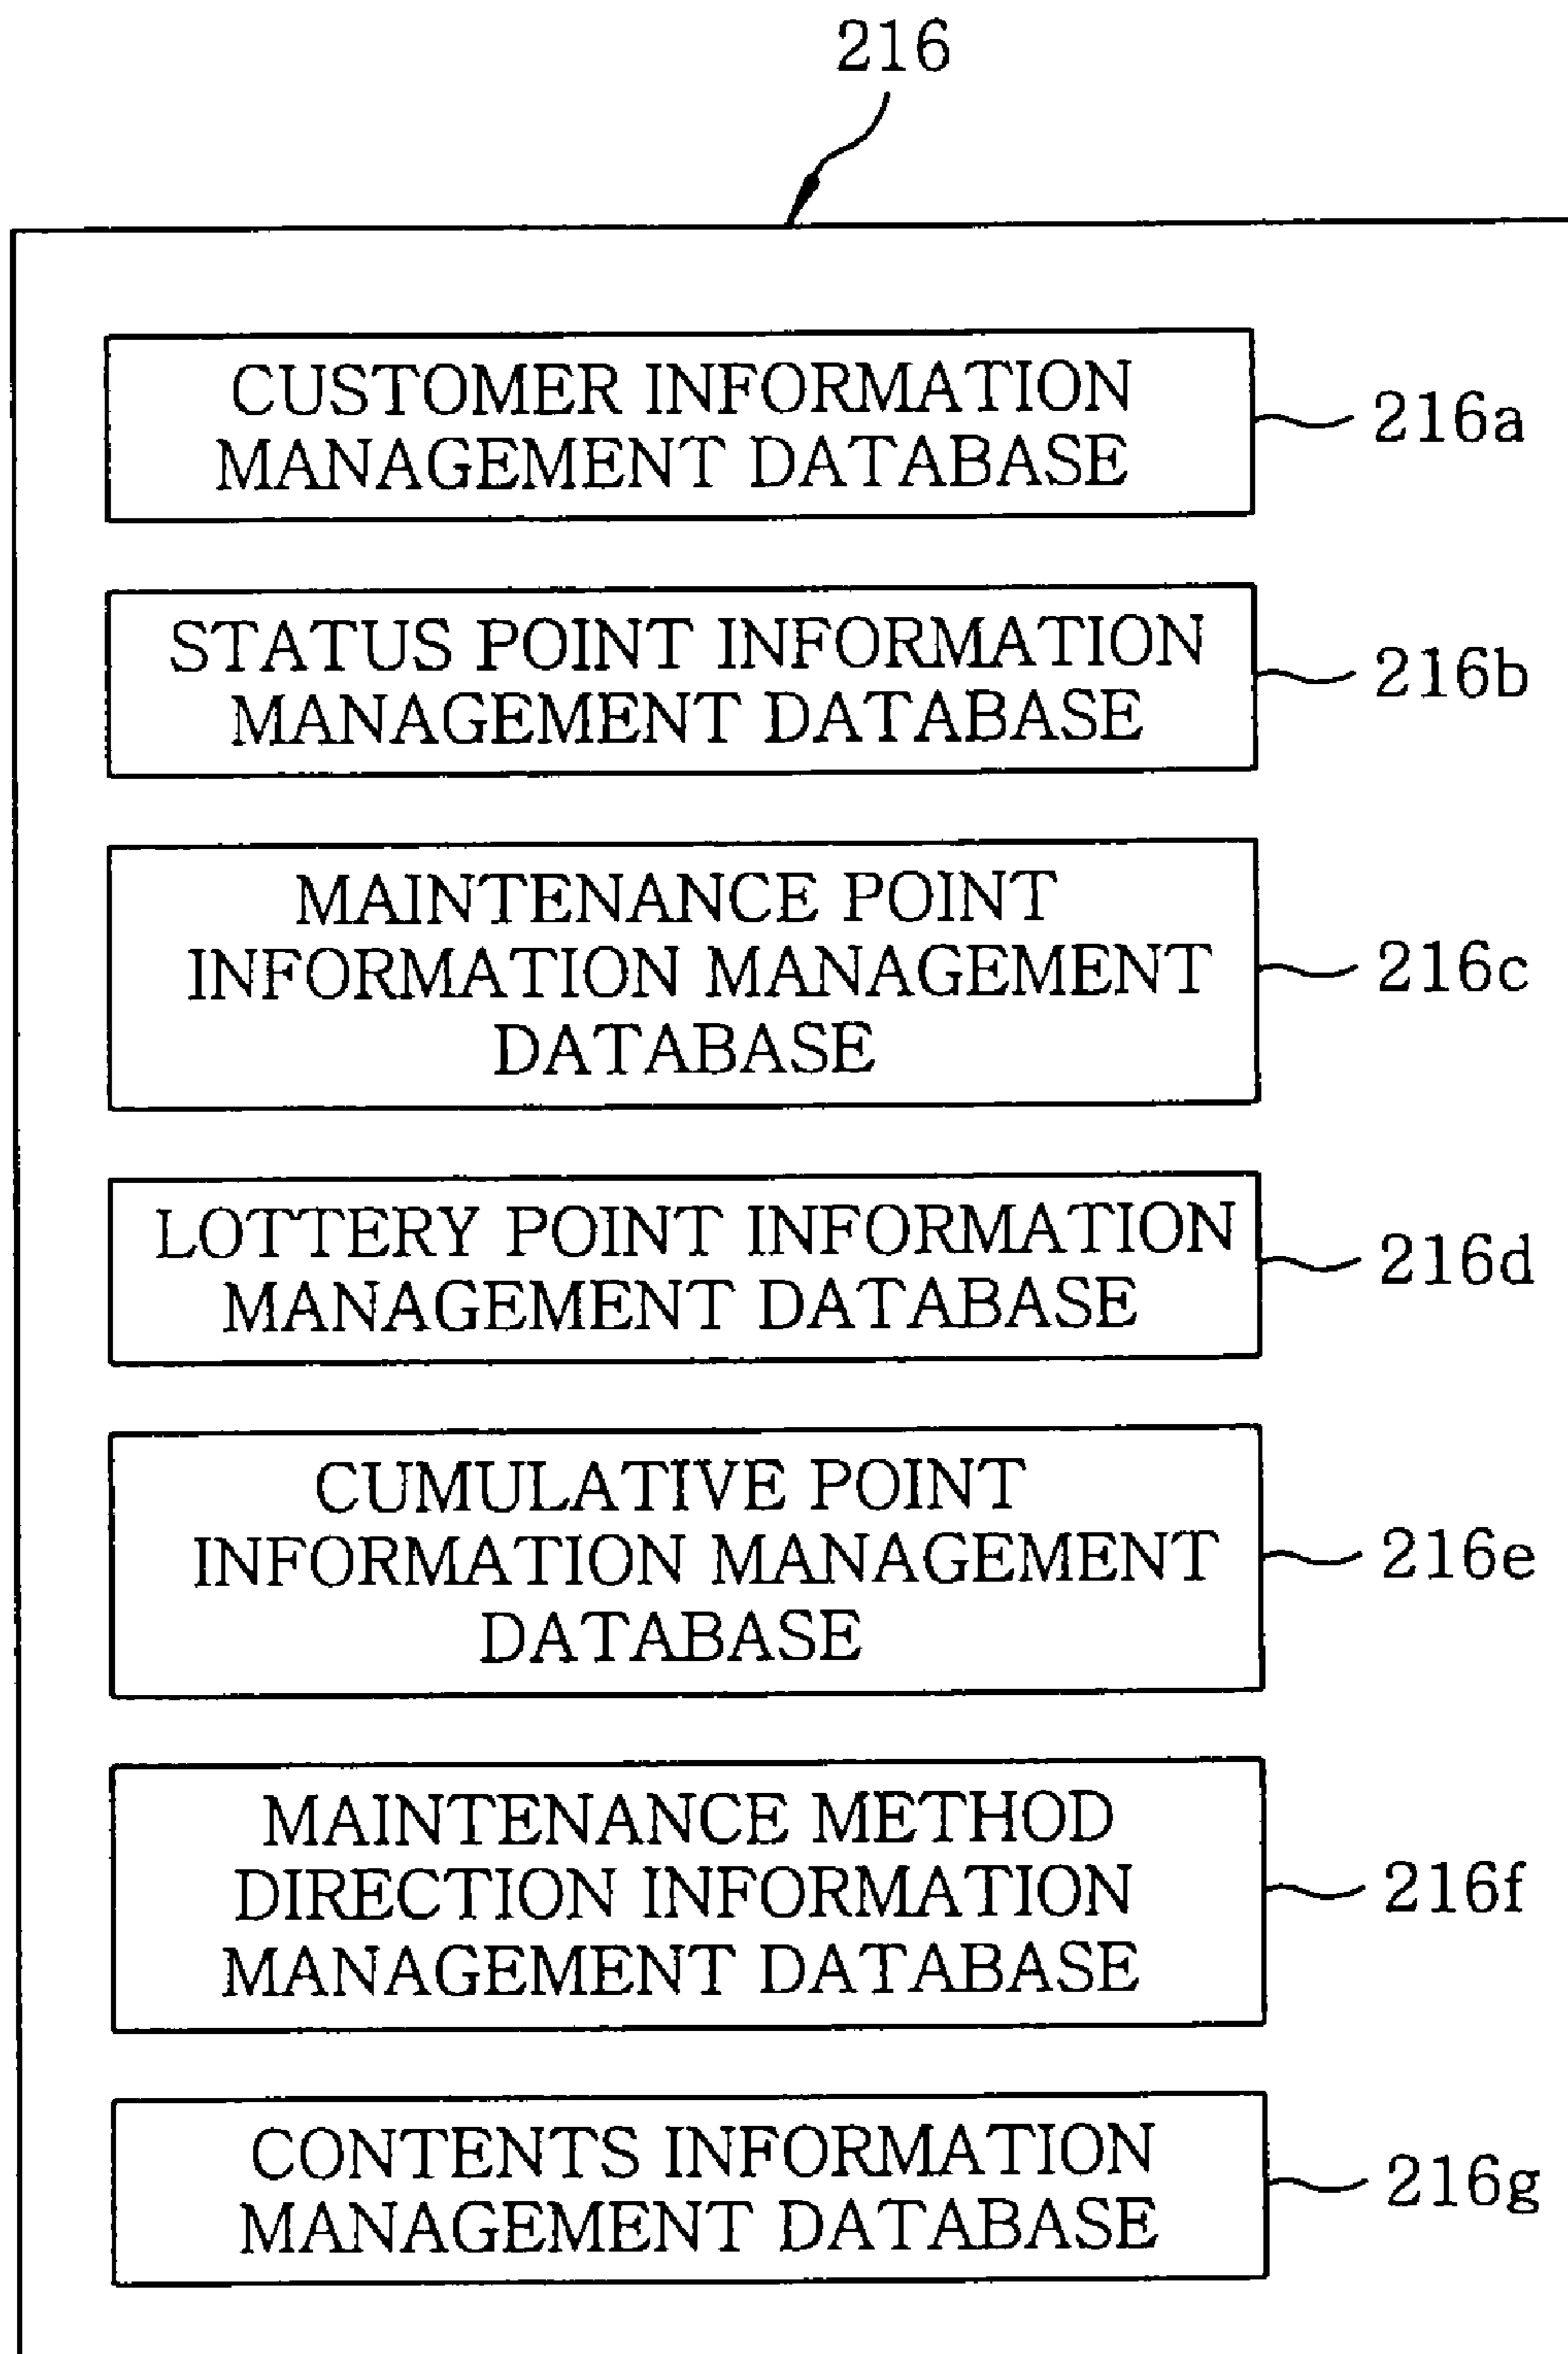 216
CUSTOMER INFORMATION
MANAGEMENT DATABASE
216a
STATUS POINT INFORMATION
MANAGEMENT DATABASE
216b
MAINTENANCE POINT
INFORMATION MANAGEMENT
DATABASE
216c
LOTTERY POINT INFORMATION
MANAGEMENT DATABASE
216d
CUMULATIVE POINT
INFORMATION MANAGEMENT
DATABASE
216e
MAINTENANCE METHOD
DIRECTION INFORMATION
MANAGEMENT DATABASE
216f
CONTENTS INFORMATION
MANAGEMENT DATABASE
216g